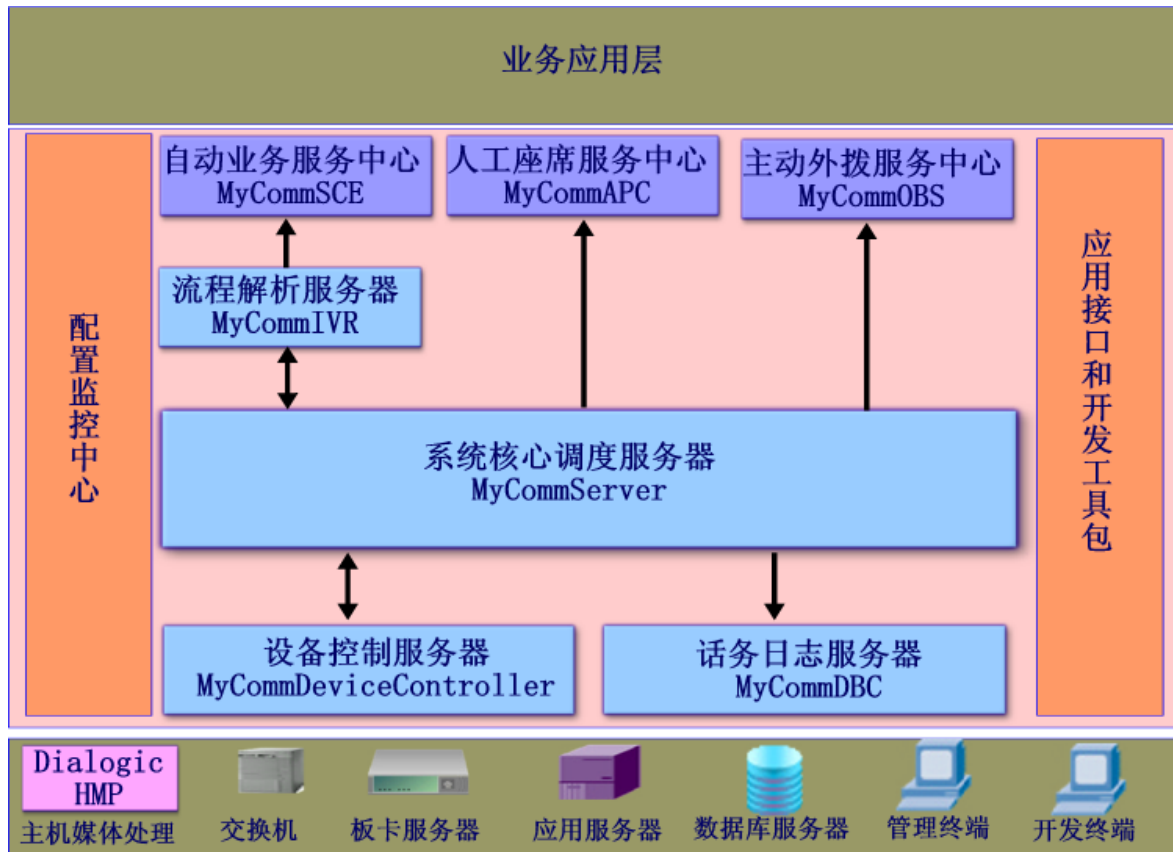 业务应用层
自动业务服务中心
MyCommSCE
人工座席服务中心
MyCommAPC
主动外拨服务中心
MyCommOBS
流程解析服务器
MyCommIVR
配置监控中心
应用接口和开发工具包
系统核心调度服务器
MyCommServer
设备控制服务器
MyCommDeviceController
话务日志服务器
MyCommDBC
Dialogic
HMP
主机媒体处理
交换机
板卡服务器
应用服务器
数据库服务器
管理终端
开发终端